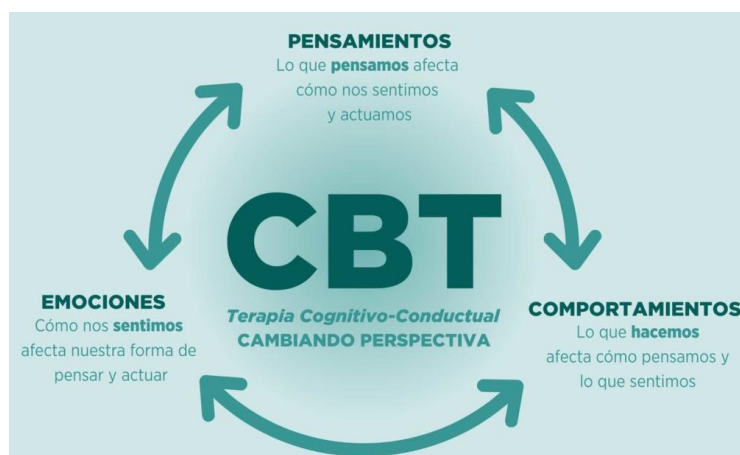 PENSAMIENTOS
Lo que pensamos afecta
cómo nos sentimos
y actuamos
CBT
Terapia Cognitivo-Conductual
CAMBIANDO PERSPECTIVA
EMOCIONES
Cómo nos sentimos
afecta nuestra forma de
pensar y actuar
COMPORTAMIENTOS
Lo que hacemos
afecta cómo pensamos y
lo que sentimos